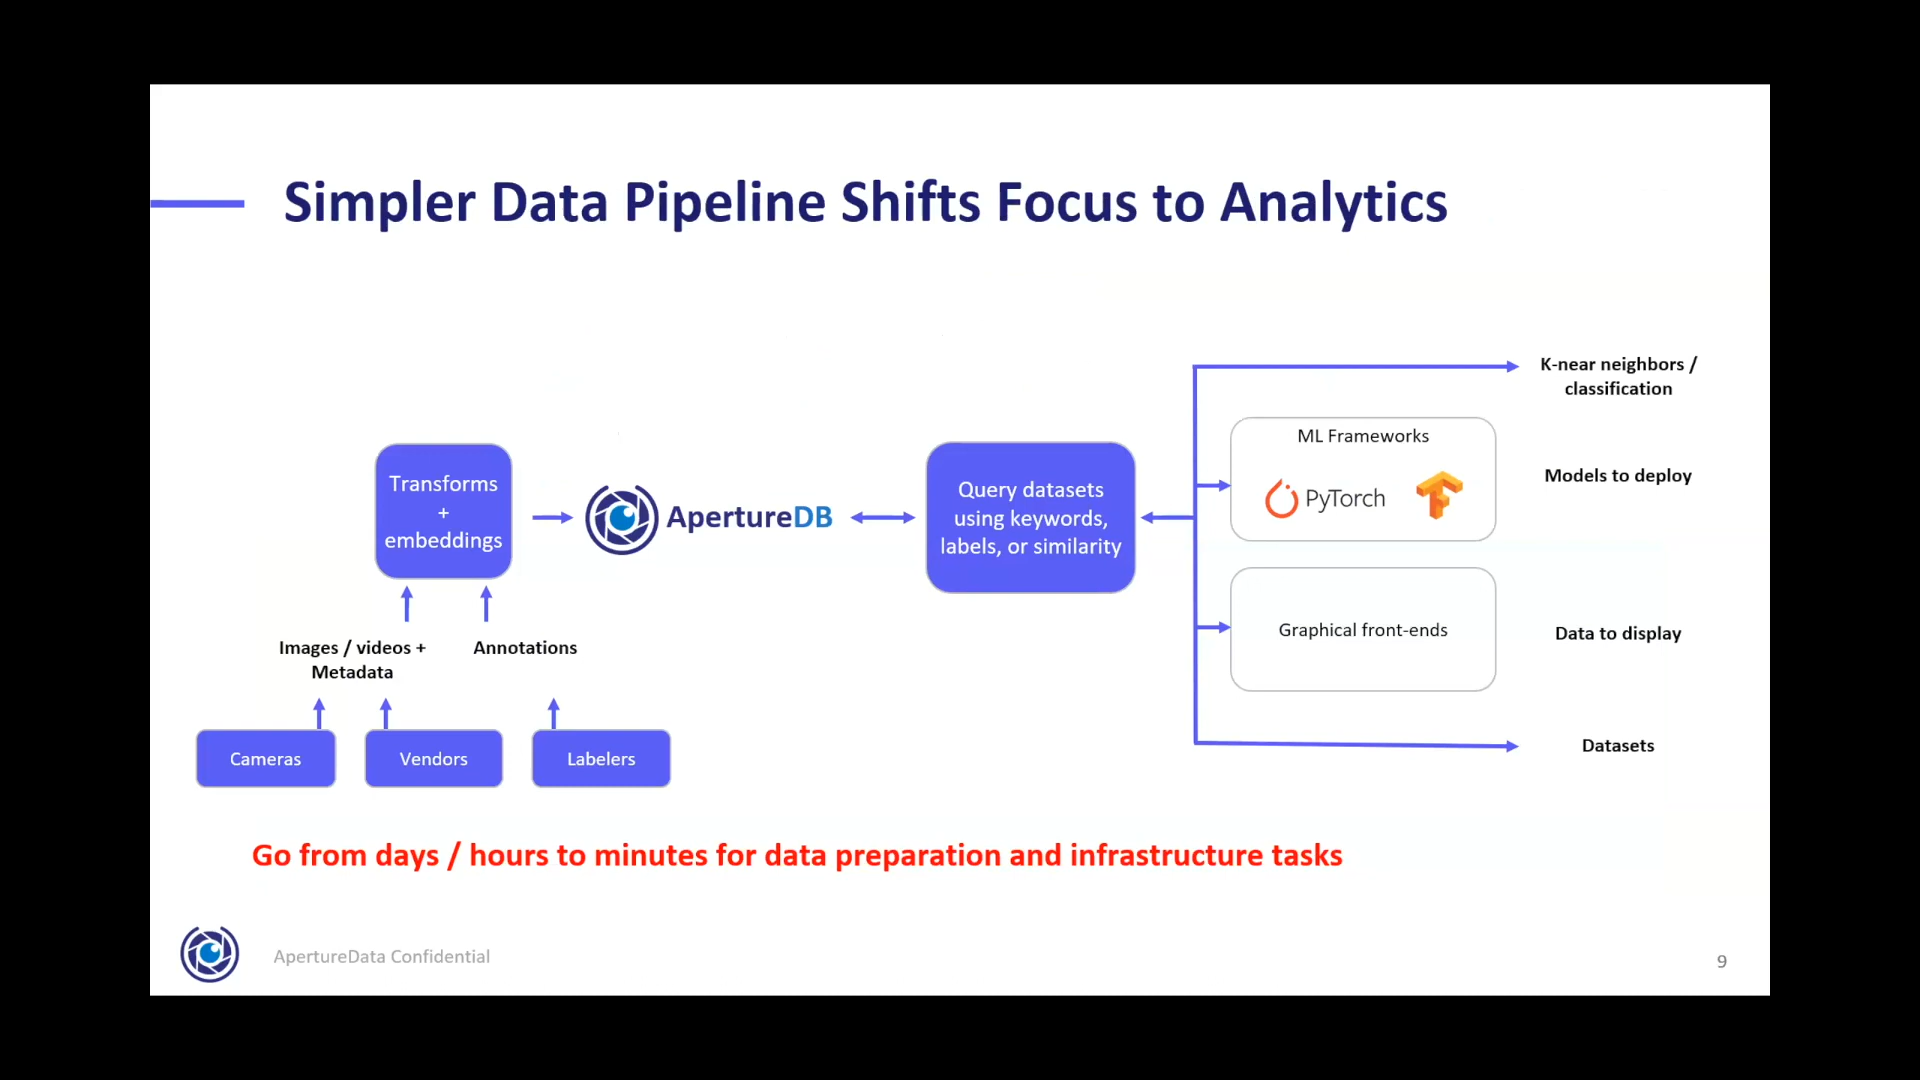 Simpler Data Pipeline Shifts Focus to Analytics
K-near neighbors /
classification
ML Frameworks
PyTorch
Models to deploy
Transforms
+
embeddings
ApertureDB
Query datasets
using keywords,
labels, or similarity
Graphical front-ends
Data to display
Images / videos +
Metadata
Annotations
Cameras
Vendors
Labelers
Datasets
Go from days / hours to minutes for data preparation and infrastructure tasks
ApertureData Confidential
9